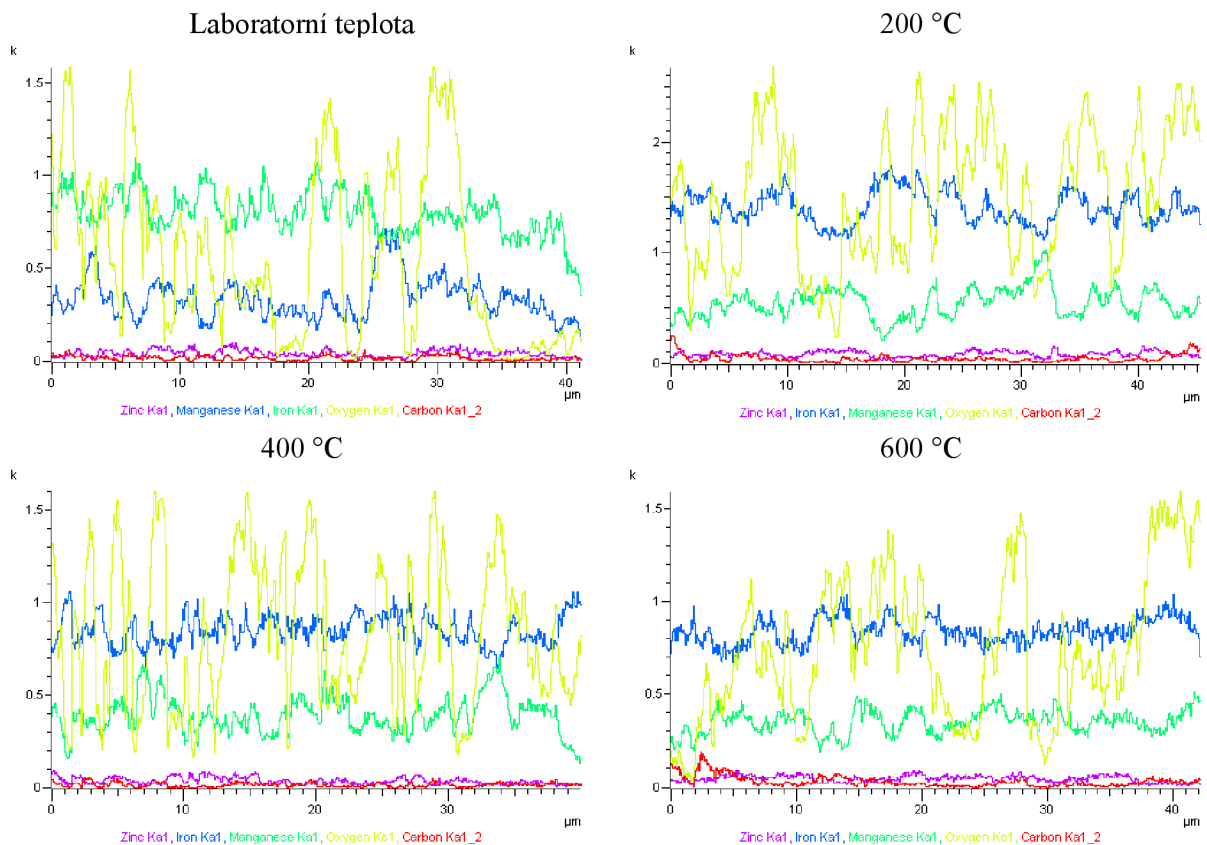 Laboratorní teplota
k
1.5
1
0.5
0
0 10 20 30 40
µm
Zinc Ka1, Manganese Ka1, Iron Ka1, Oxygen Ka1, Carbon Ka1_2
200 °C
k
2
1
0
0 10 20 30 40
µm
Zinc Ka1, Iron Ka1, Manganese Ka1, Oxygen Ka1, Carbon Ka1_2
400 °C
k
1.5
1
0.5
0
0 10 20 30
µm
Zinc Ka1, Iron Ka1, Manganese Ka1, Oxygen Ka1, Carbon Ka1_2
600 °C
k
1.5
1
0.5
0
0 10 20 30 40
µm
Zinc Ka1, Iron Ka1, Manganese Ka1, Oxygen Ka1, Carbon Ka1_2